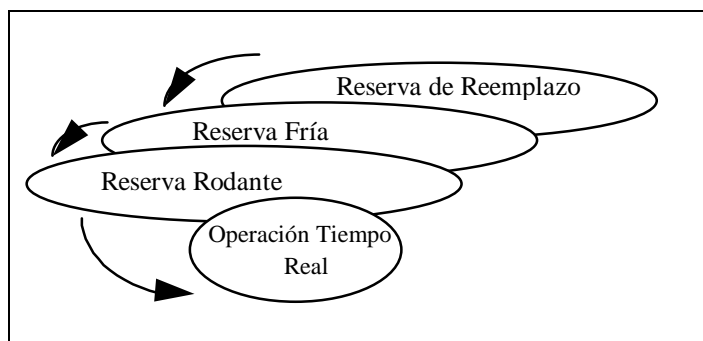 Reserva de Reemplazo
Reserva Fría
Reserva Rodante
Operación Tiempo
Real